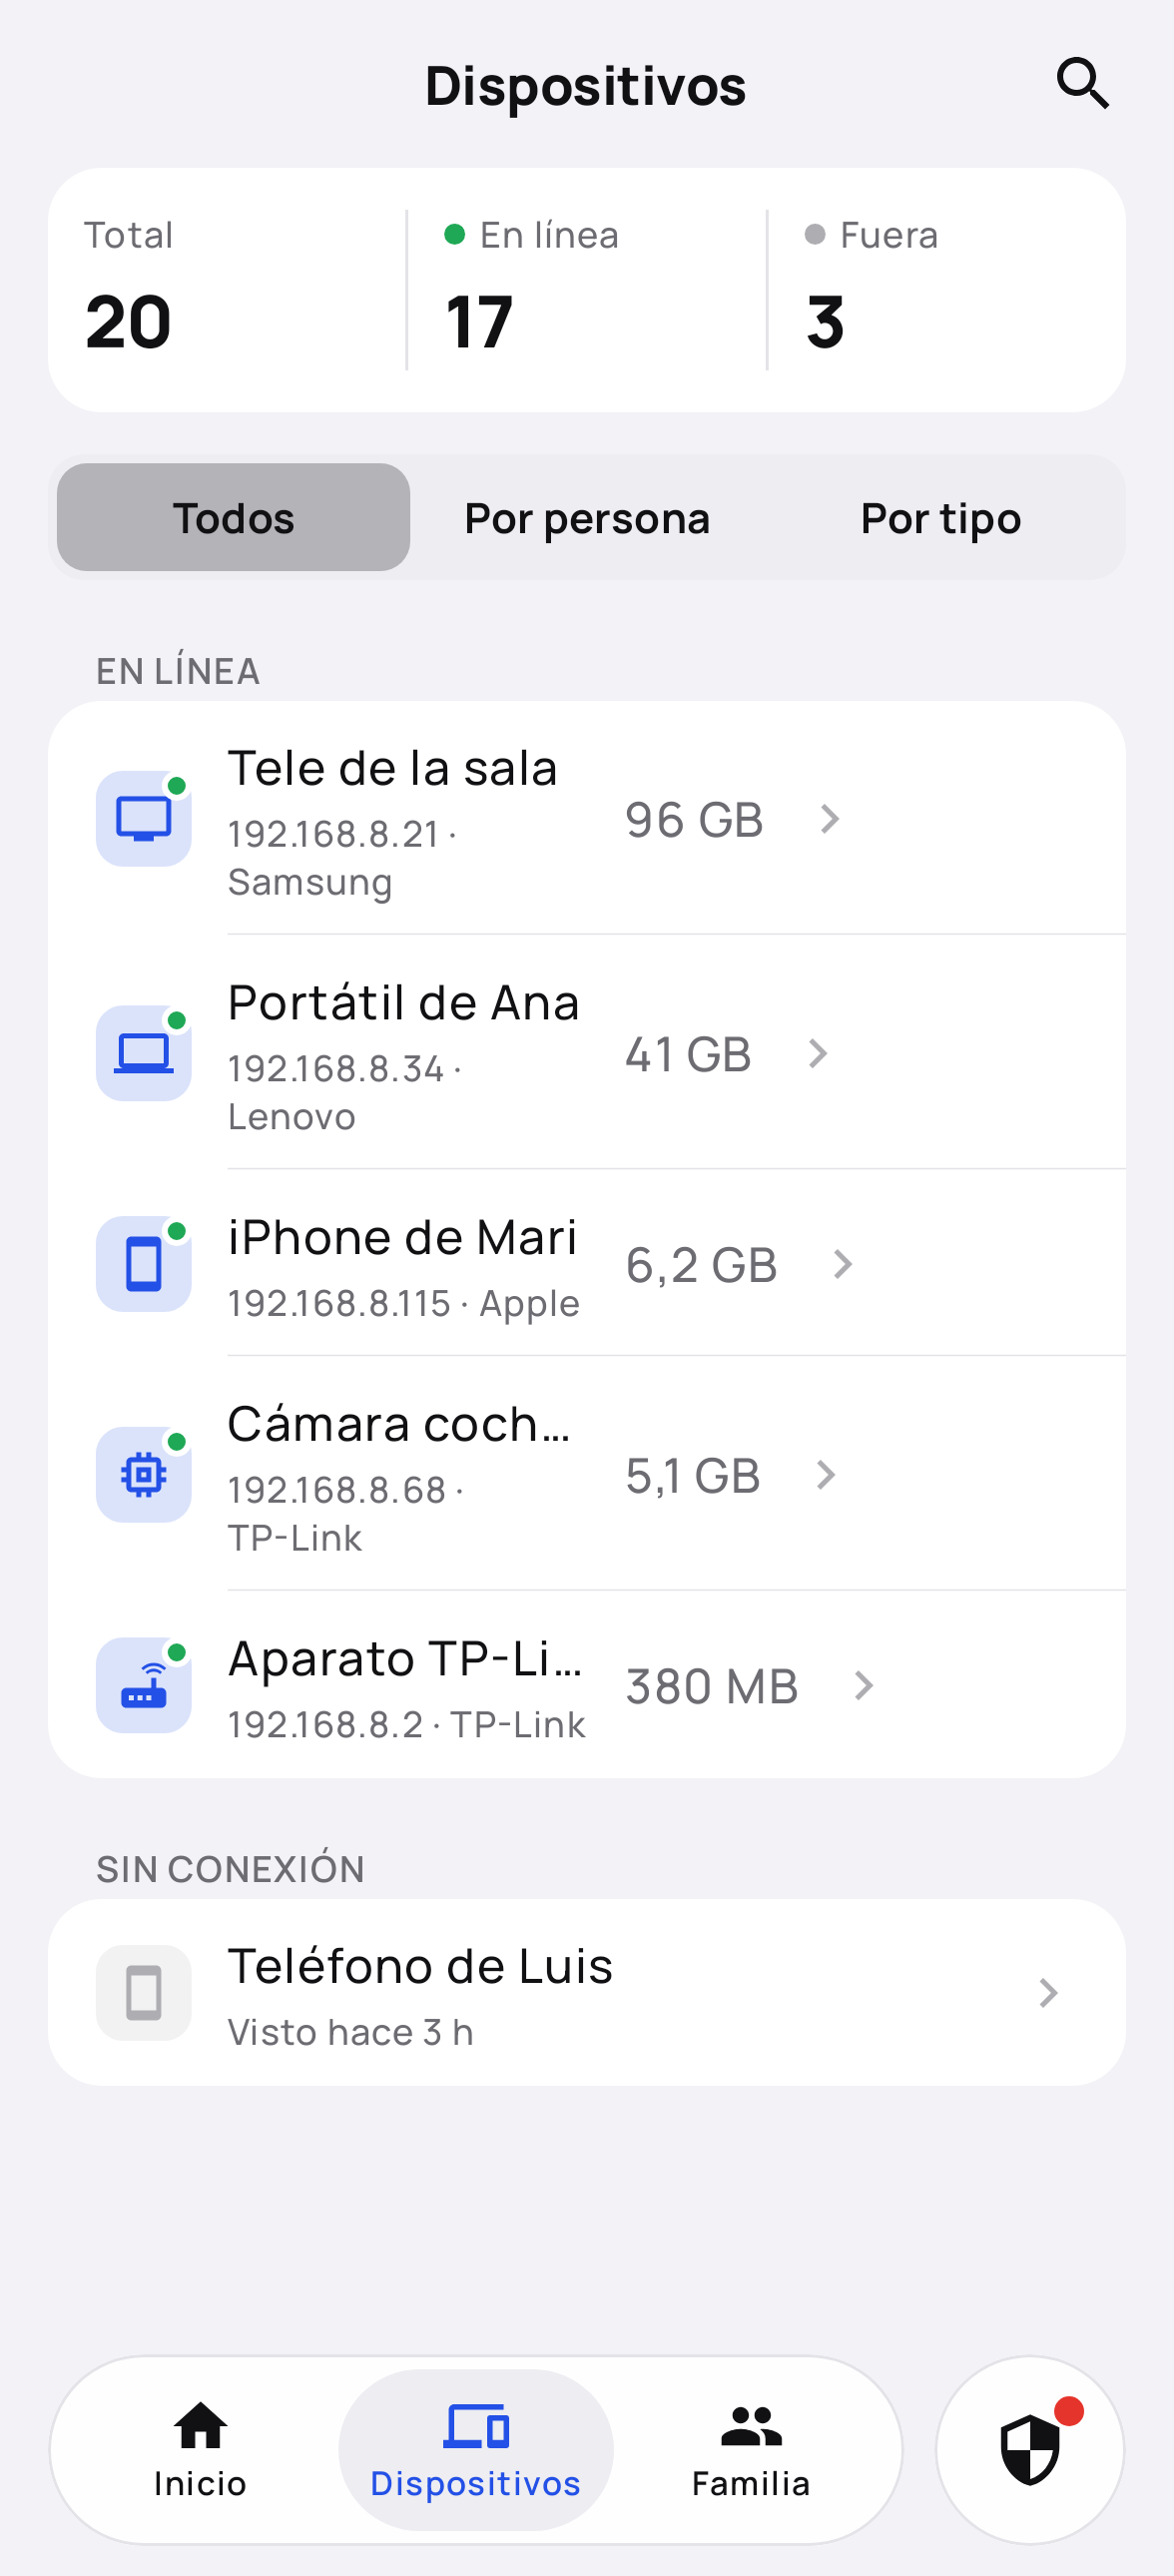 Dispositivos
Total
En línea
Fuera
20
17
3
Todos
Por persona
Por tipo
EN LÍNEA
Tele de la sala
192.168.8.21 ·
Samsung
96 GB
Portátil de Ana
192.168.8.34 ·
Lenovo
41 GB
iPhone de Mari
192.168.8.115 · Apple
6,2 GB
Cámara coch...
192.168.8.68 ·
TP-Link
5,1 GB
Aparato TP-Li...
192.168.8.2 · TP-Link
380 MB
SIN CONEXIÓN
Teléfono de Luis
Visto hace 3 h
Inicio
Dispositivos
Familia